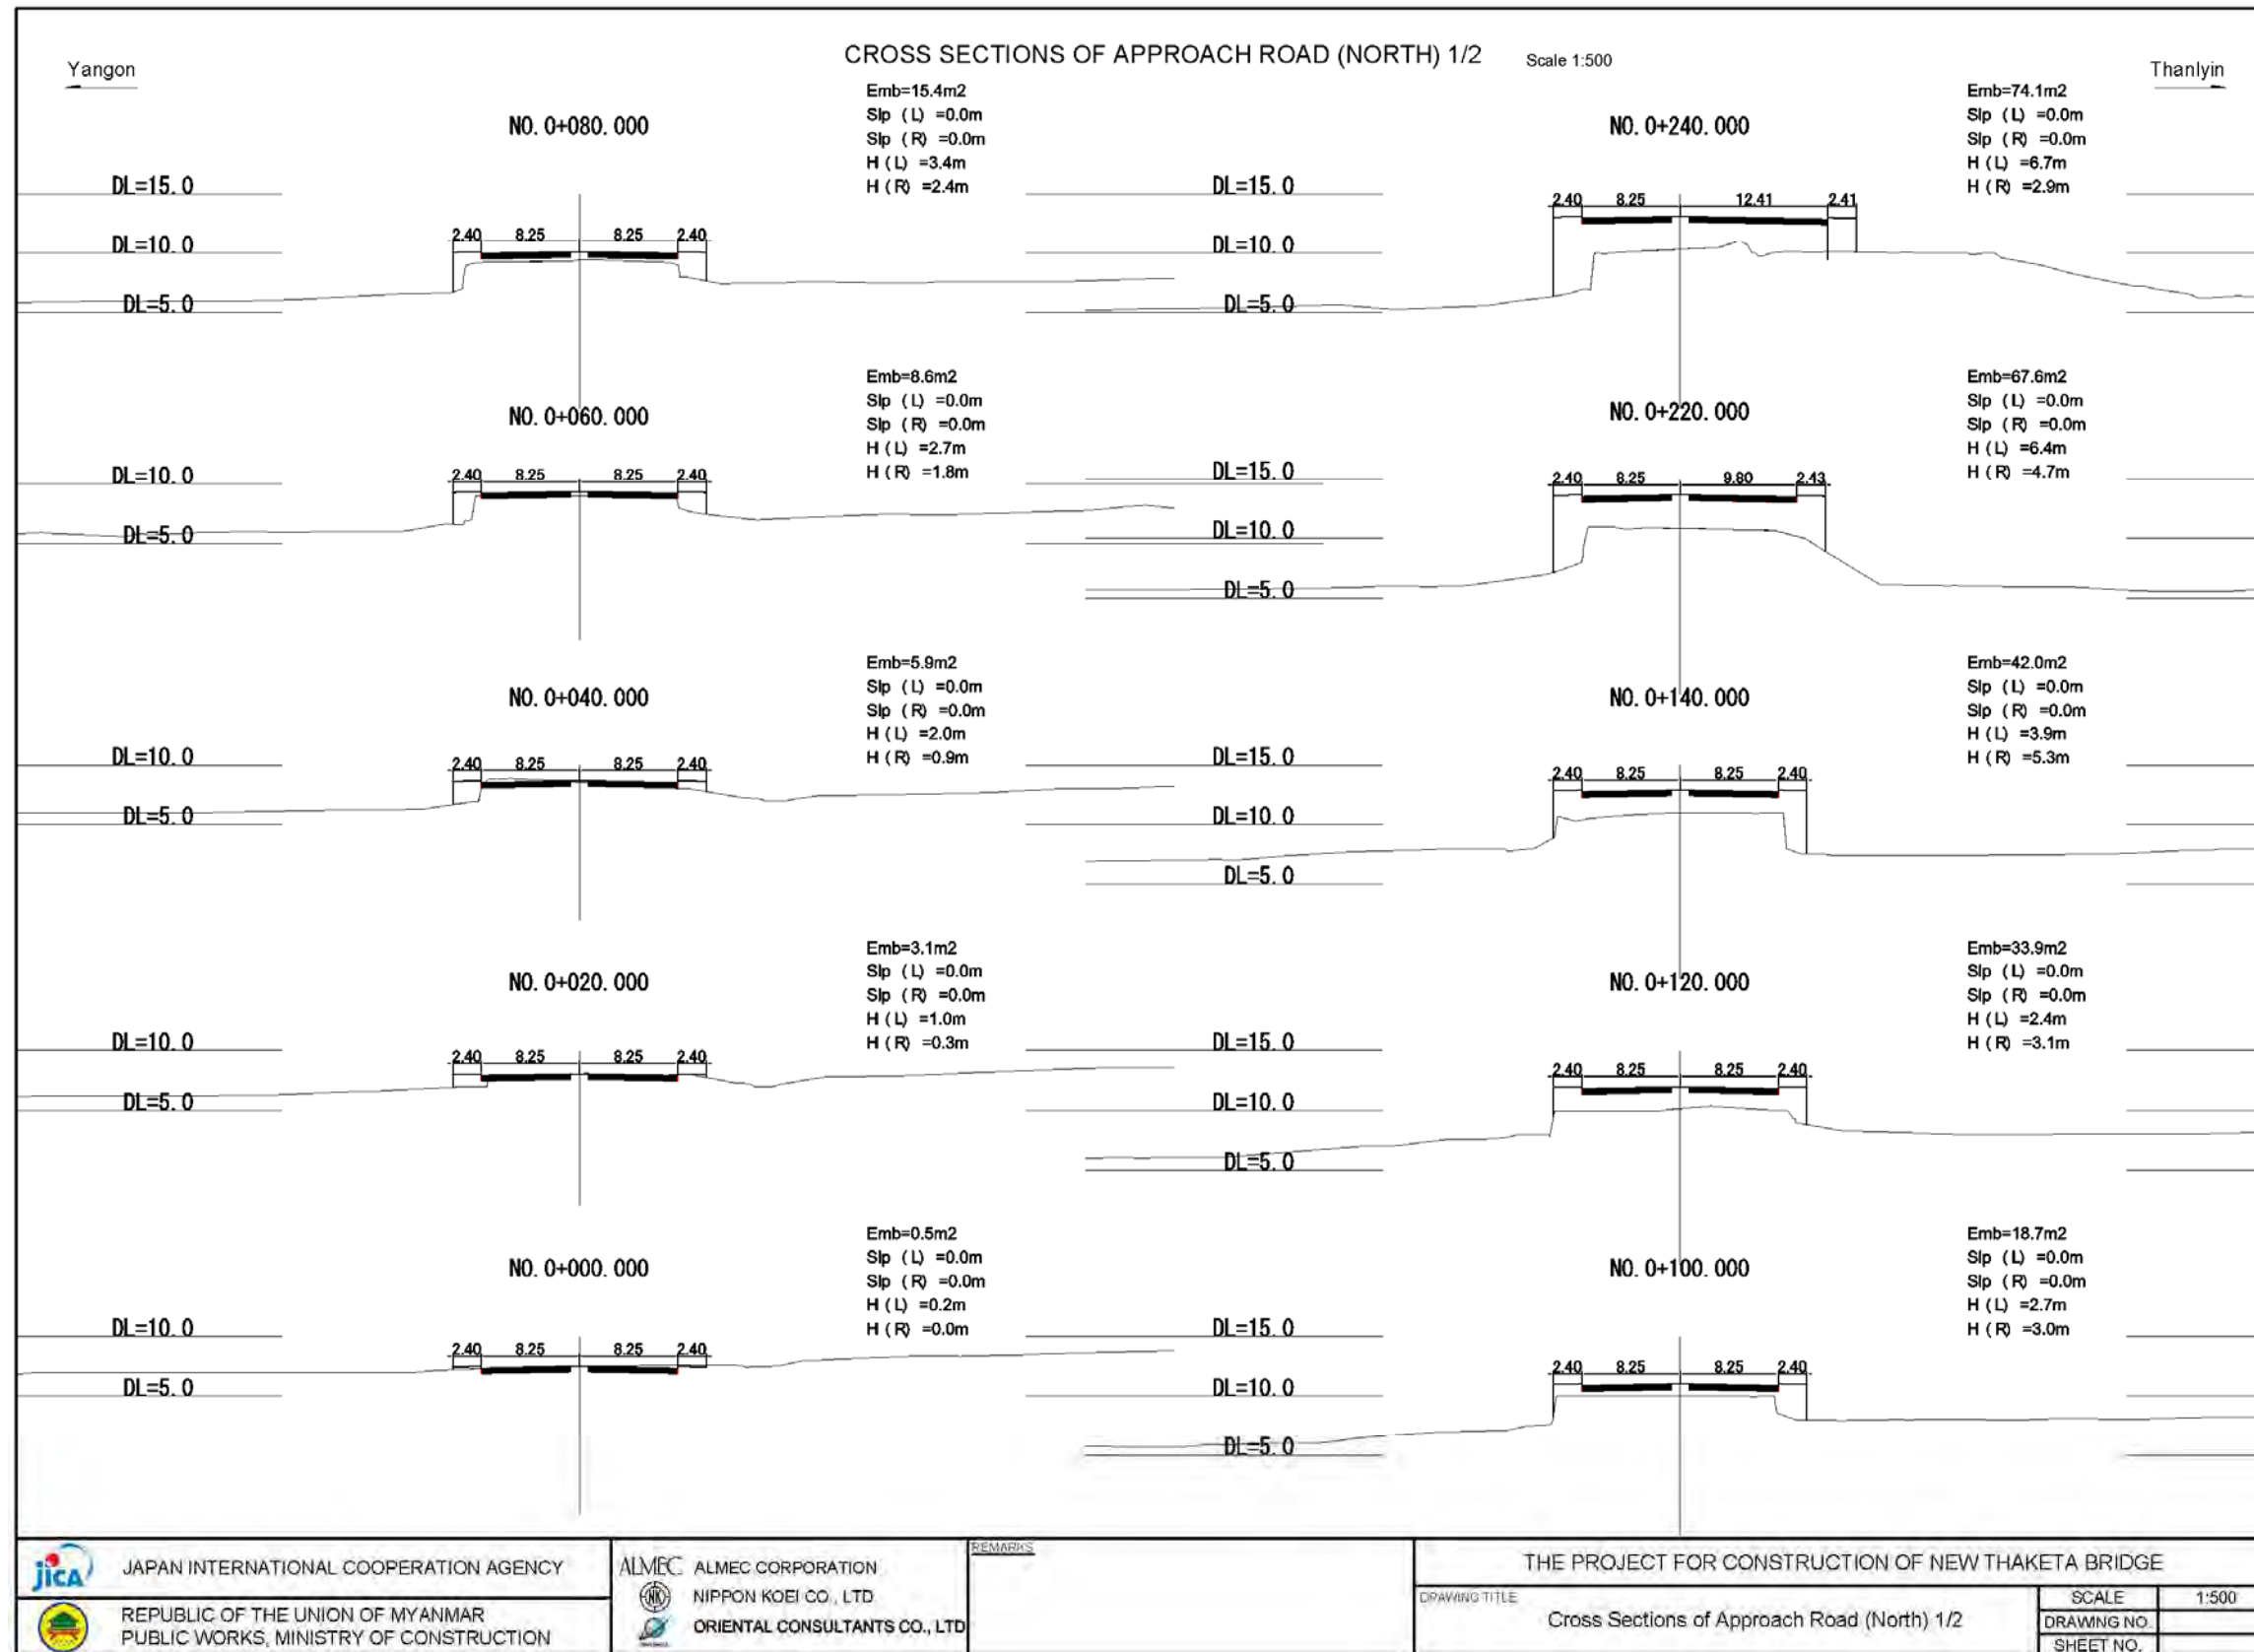 CROSS SECTIONS OF APPROACH ROAD (NORTH) 1/2 Scale 1:500
Yangon
Thanlyin
NO. 0+080. 000
Emb=15.4m2
Slp (L) =0.0m
Slp (R) =0.0m
H (L) =3.4m
H (R) =2.4m
DL=15. 0
DL=10. 0
DL=5. 0
2.40 8.25 8.25 2.40
NO. 0+060. 000
Emb=8.6m2
Slp (L) =0.0m
Slp (R) =0.0m
H (L) =2.7m
H (R) =1.8m
DL=10. 0
DL=5. 0
2.40 8.25 8.25 2.40
NO. 0+040. 000
Emb=5.9m2
Slp (L) =0.0m
Slp (R) =0.0m
H (L) =2.0m
H (R) =0.9m
DL=10. 0
DL=5. 0
2.40 8.25 8.25 2.40
NO. 0+020. 000
Emb=3.1m2
Slp (L) =0.0m
Slp (R) =0.0m
H (L) =1.0m
H (R) =0.3m
DL=10. 0
DL=5. 0
2.40 8.25 8.25 2.40
NO. 0+000. 000
Emb=0.5m2
Slp (L) =0.0m
Slp (R) =0.0m
H (L) =0.2m
H (R) =0.0m
DL=10. 0
DL=5. 0
2.40 8.25 8.25 2.40
NO. 0+240. 000
Emb=74.1m2
Slp (L) =0.0m
Slp (R) =0.0m
H (L) =6.7m
H (R) =2.9m
DL=15. 0
DL=10. 0
DL=5. 0
2.40 8.25 12.41 2.41
NO. 0+220. 000
Emb=67.6m2
Slp (L) =0.0m
Slp (R) =0.0m
H (L) =6.4m
H (R) =4.7m
DL=15. 0
DL=10. 0
DL=5. 0
2.40 8.25 9.80 2.43
NO. 0+140. 000
Emb=42.0m2
Slp (L) =0.0m
Slp (R) =0.0m
H (L) =3.9m
H (R) =5.3m
DL=15. 0
DL=10. 0
DL=5. 0
2.40 8.25 8.25 2.40
NO. 0+120. 000
Emb=33.9m2
Slp (L) =0.0m
Slp (R) =0.0m
H (L) =2.4m
H (R) =3.1m
DL=15. 0
DL=10. 0
DL=5. 0
2.40 8.25 8.25 2.40
NO. 0+100. 000
Emb=18.7m2
Slp (L) =0.0m
Slp (R) =0.0m
H (L) =2.7m
H (R) =3.0m
DL=15. 0
DL=10. 0
DL=5. 0
2.40 8.25 8.25 2.40
jICA JAPAN INTERNATIONAL COOPERATION AGENCY
REPUBLIC OF THE UNION OF MYANMAR
PUBLIC WORKS, MINISTRY OF CONSTRUCTION
ALMEC ALMEC CORPORATION
NK NIPPON KOEI CO., LTD
ORIENTAL CONSULTANTS CO., LTD
REMARKS
THE PROJECT FOR CONSTRUCTION OF NEW THAKETA BRIDGE
DRAWING TITLE
Cross Sections of Approach Road (North) 1/2
SCALE 1:500
DRAWING NO.
SHEET NO.